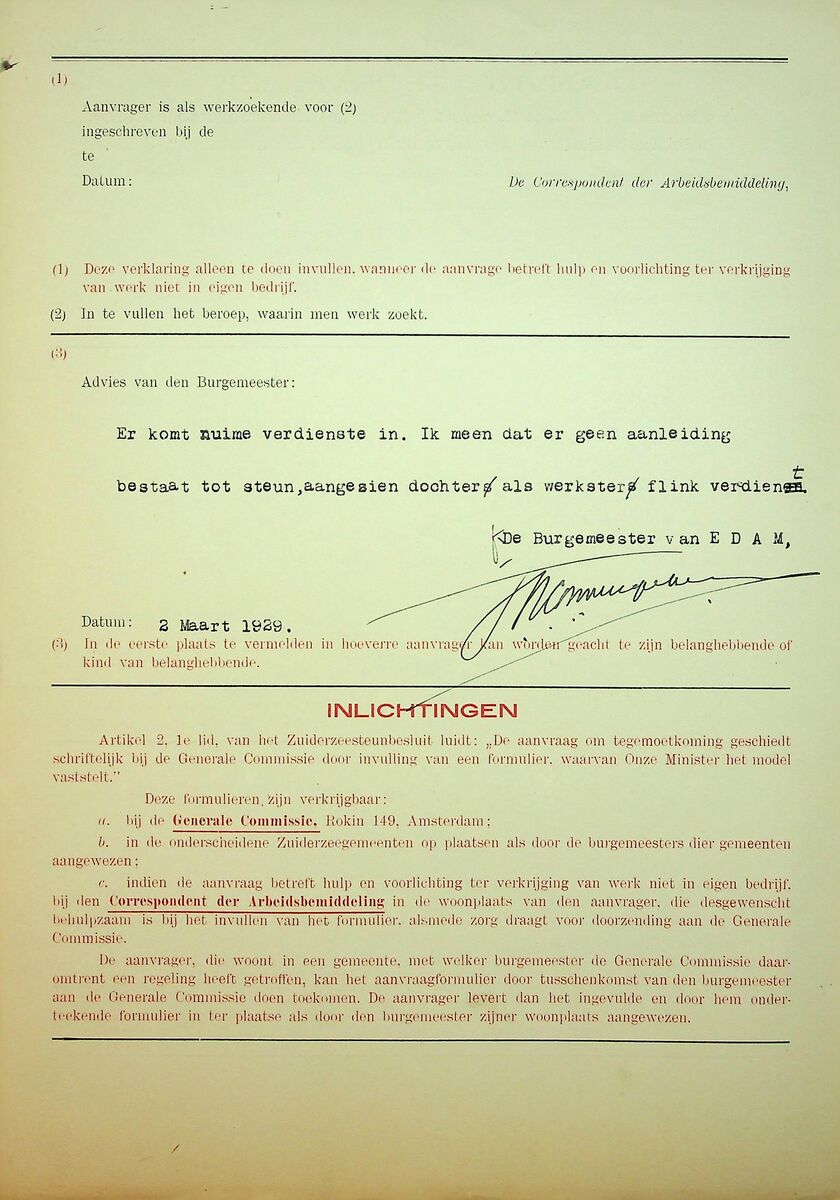 (1)
Aanvrager is als werkzoekende voor (2)
ingeschreven bij de
te
Datum:
De Correspondent der Arbeidsbemiddeling,
(1) Deze verklaring alleen te doen invullen, wanneer de aanvrage betreft hulp en voorlichting ter verkrijging
van werk niet in eigen bedrijf.
(2) In te vullen het beroep, waarin men werk zoekt.
(3)
Advies van den Burgemeester:
Er komt nuime verdienste in. Ik meen dat er geen aanleiding
bestaat tot steun,aangesien dochter als werkster flink verdient.
De Burgemeester van E D A M,
Datum: 2 Maart 1929.
(3) In de eerste plaats te vermelden in hoeverre aanvrager kan worden geacht te zijn belanghebbende of
kind van belanghebbende.
INLICHTINGEN
Artikel 2, 1e lid, van het Zuiderzeesteunbesluit luidt: „De aanvraag om tegemoetkoming geschiedt
schriftelijk bij de Generale Commissie door invulling van een formulier, waarvan Onze Minister het model
vaststelt.”
Deze formulieren zijn verkrijgbaar:
a. bij de Generale Commissie, Rokin 149, Amsterdam;
b. in de onderscheidene Zuiderzeegemeenten op plaatsen als door de burgemeesters dier gemeenten
aangewezen;
c. indien de aanvraag betreft hulp en voorlichting ter verkrijging van werk niet in eigen bedrijf,
bij den Correspondent der Arbeidsbemiddeling in de woonplaats van den aanvrager, die desgewenscht
behulpzaam is bij het invullen van het formulier, alsmede zorg draagt voor doorzending aan de Generale
Commissie.
De aanvrager, die woont in een gemeente, met welker burgemeester de Generale Commissie daar-
omtrent een regeling heeft getroffen, kan het aanvraagformulier door tusschenkomst van den burgemeester
aan de Generale Commissie doen toekomen. De aanvrager levert dan het ingevulde en door hem onder-
teekende formulier in ter plaatse als door den burgemeester zijner woonplaats aangewezen.